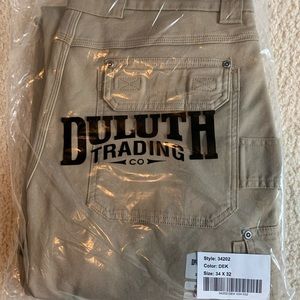 DULUTH
TRADING
CO
Style: 34202
Color: DEK
Size: 34 X 32